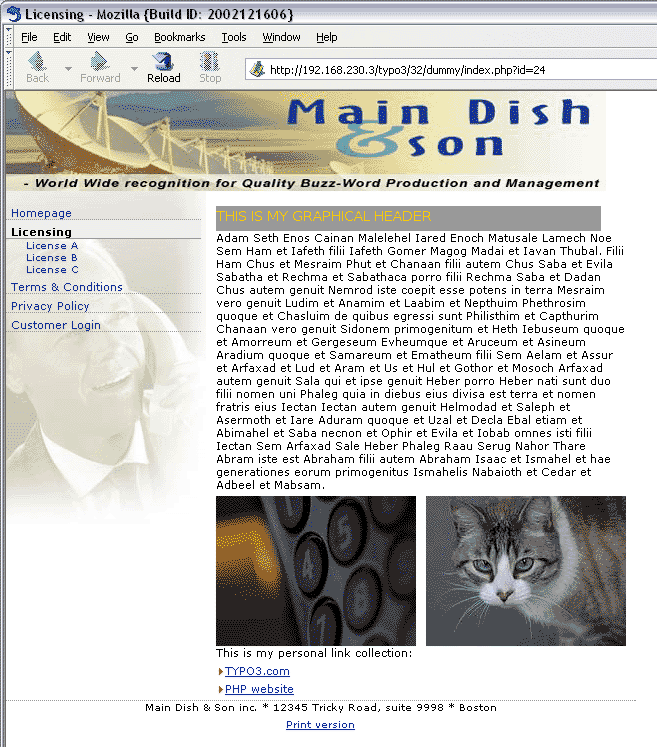 Licensing - Mozilla {Build ID: 2002121606}
File Edit View Go Bookmarks Tools Window Help
Back Forward Reload Stop
http://192.168.230.3/typo3/32/dummy/index.php?id=24
Main Dish
& son
- World Wide recognition for Quality Buzz-Word Production and Management
Homepage
Licensing
License A
License B
License C
Terms & Conditions
Privacy Policy
Customer Login
THIS IS MY GRAPHICAL HEADER
Adam Seth Enos Cainan Malelehel Iared Enoch Matusale Lamech Noe
Sem Ham et Iafeth filii Iafeth Gomer Magog Madai et Iavan Thubal. Filii
Ham Chus et Mesraim Phut et Chanaan filii autem Chus Saba et Evila
Sabatha et Rechma et Sabathaca porro filii Rechma Saba et Dadan
Chus autem genuit Nemrod iste coepit esse potens in terra Mesraim
vero genuit Ludim et Anamim et Laabim et Nepthuim Phethrosim
quoque et Chasluim de quibus egressi sunt Philisthim et Capthurim
Chanaan vero genuit Sidonem primogenitum et Heth Iebuseum quoque
et Amorreum et Gergeseum Evheumque et Aruceum et Asineum
Aradium quoque et Samareum et Ematheum filii Sem Aelam et Assur
et Arfaxad et Lud et Aram et Us et Hul et Gothor et Mosoch Arfaxad
autem genuit Sala qui et ipse genuit Heber porro Heber nati sunt duo
filii nomen uni Phaleg quia in diebus eius divisa est terra et nomen
fratris eius Iectan Iectan autem genuit Helmodad et Saleph et
Asermoth et Iare Aduram quoque et Uzal et Decla Ebal etiam et
Abimahel et Saba necnon et Ophir et Evila et Iobab omnes isti filii
Iectan Sem Arfaxad Sale Heber Phaleg Raau Serug Nahor Thare
Abram iste est Abraham filii autem Abraham Isaac et Ismahel et hae
generationes eorum primogenitus Ismahelis Nabaioth et Cedar et
Adbeel et Mabsam.
1 5 4 7
This is my personal link collection:
TYPO3.com
PHP website
Main Dish & Son inc. * 12345 Tricky Road, suite 9998 * Boston
Print version